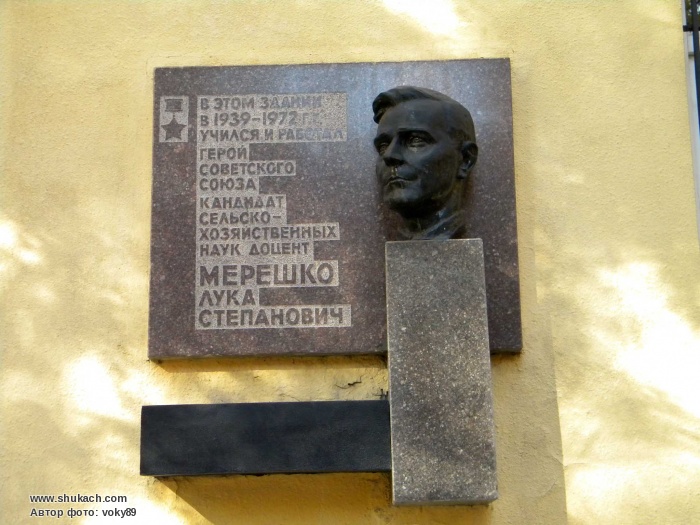 В ЭТОМ ЗДАНИИ
В 1939-1972 Г.Г.
УЧИЛСЯ И РАБОТАЛ
ГЕРОЙ
СОВЕТСКОГО
СОЮЗА
КАНДИДАТ
СЕЛЬСКО-
ХОЗЯЙСТВЕННЫХ
НАУК ДОЦЕНТ
МЕРЕШКО
ЛУКА
СТЕПАНОВИЧ
www.shukach.com
Автор фото: voky89